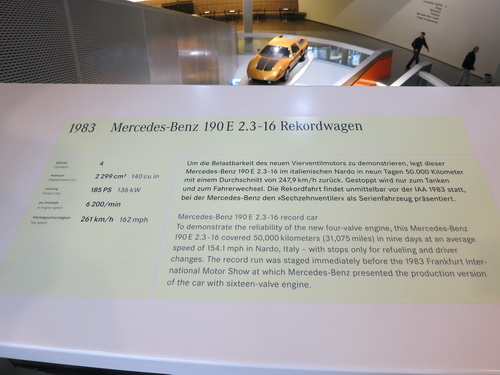 1983 Mercedes-Benz 190 E 2.3-16 Rekordwagen
4
2 299 cm³ 140 cu in
185 PS 136 kW
6 200/min
261 km/h 162 mph
Um die Belastbarkeit des neuen Vierventilmotors zu demonstrieren, legt dieser
Mercedes-Benz 190 E 2.3-16 im italienischen Nardo in neun Tagen 50.000 Kilometer
mit einem Durchschnitt von 247,9 km/h zurück. Gestoppt wird nur zum Tanken
und zum Fahrerwechsel. Die Rekordfahrt findet unmittelbar vor der IAA 1983 statt,
bei der Mercedes-Benz den »Sechzehnventiler« als Serienfahrzeug präsentiert.
Mercedes-Benz 190 E 2.3-16 record car
To demonstrate the reliability of the new four-valve engine, this Mercedes-Benz
190 E 2.3-16 covered 50,000 kilometers (31,075 miles) in nine days at an average
speed of 154.1 mph in Nardo, Italy – with stops only for refueling and driver
changes. The record run was staged immediately before the 1983 Frankfurt Inter-
national Motor Show at which Mercedes-Benz presented the production version
of the car with sixteen-valve engine.